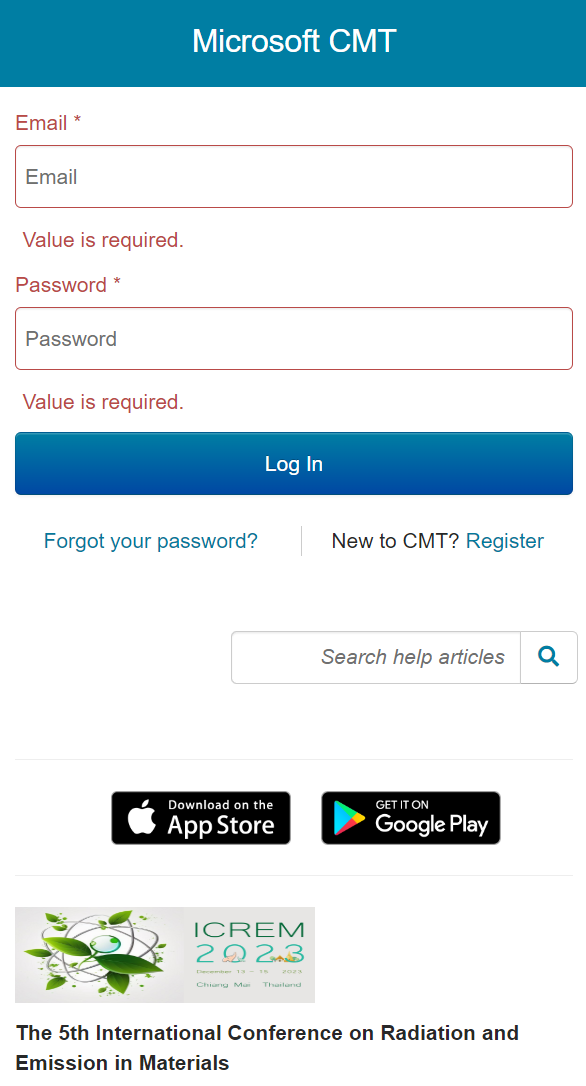 Microsoft CMT
Email *
Email
Value is required.
Password *
Password
Value is required.
Log In
Forgot your password?
New to CMT? Register
Search help articles
Download on the
App Store
GET IT ON
Google Play
ICREM
2023
December 13 - 15 2023
Chiang Mai Thailand
The 5th International Conference on Radiation and
Emission in Materials